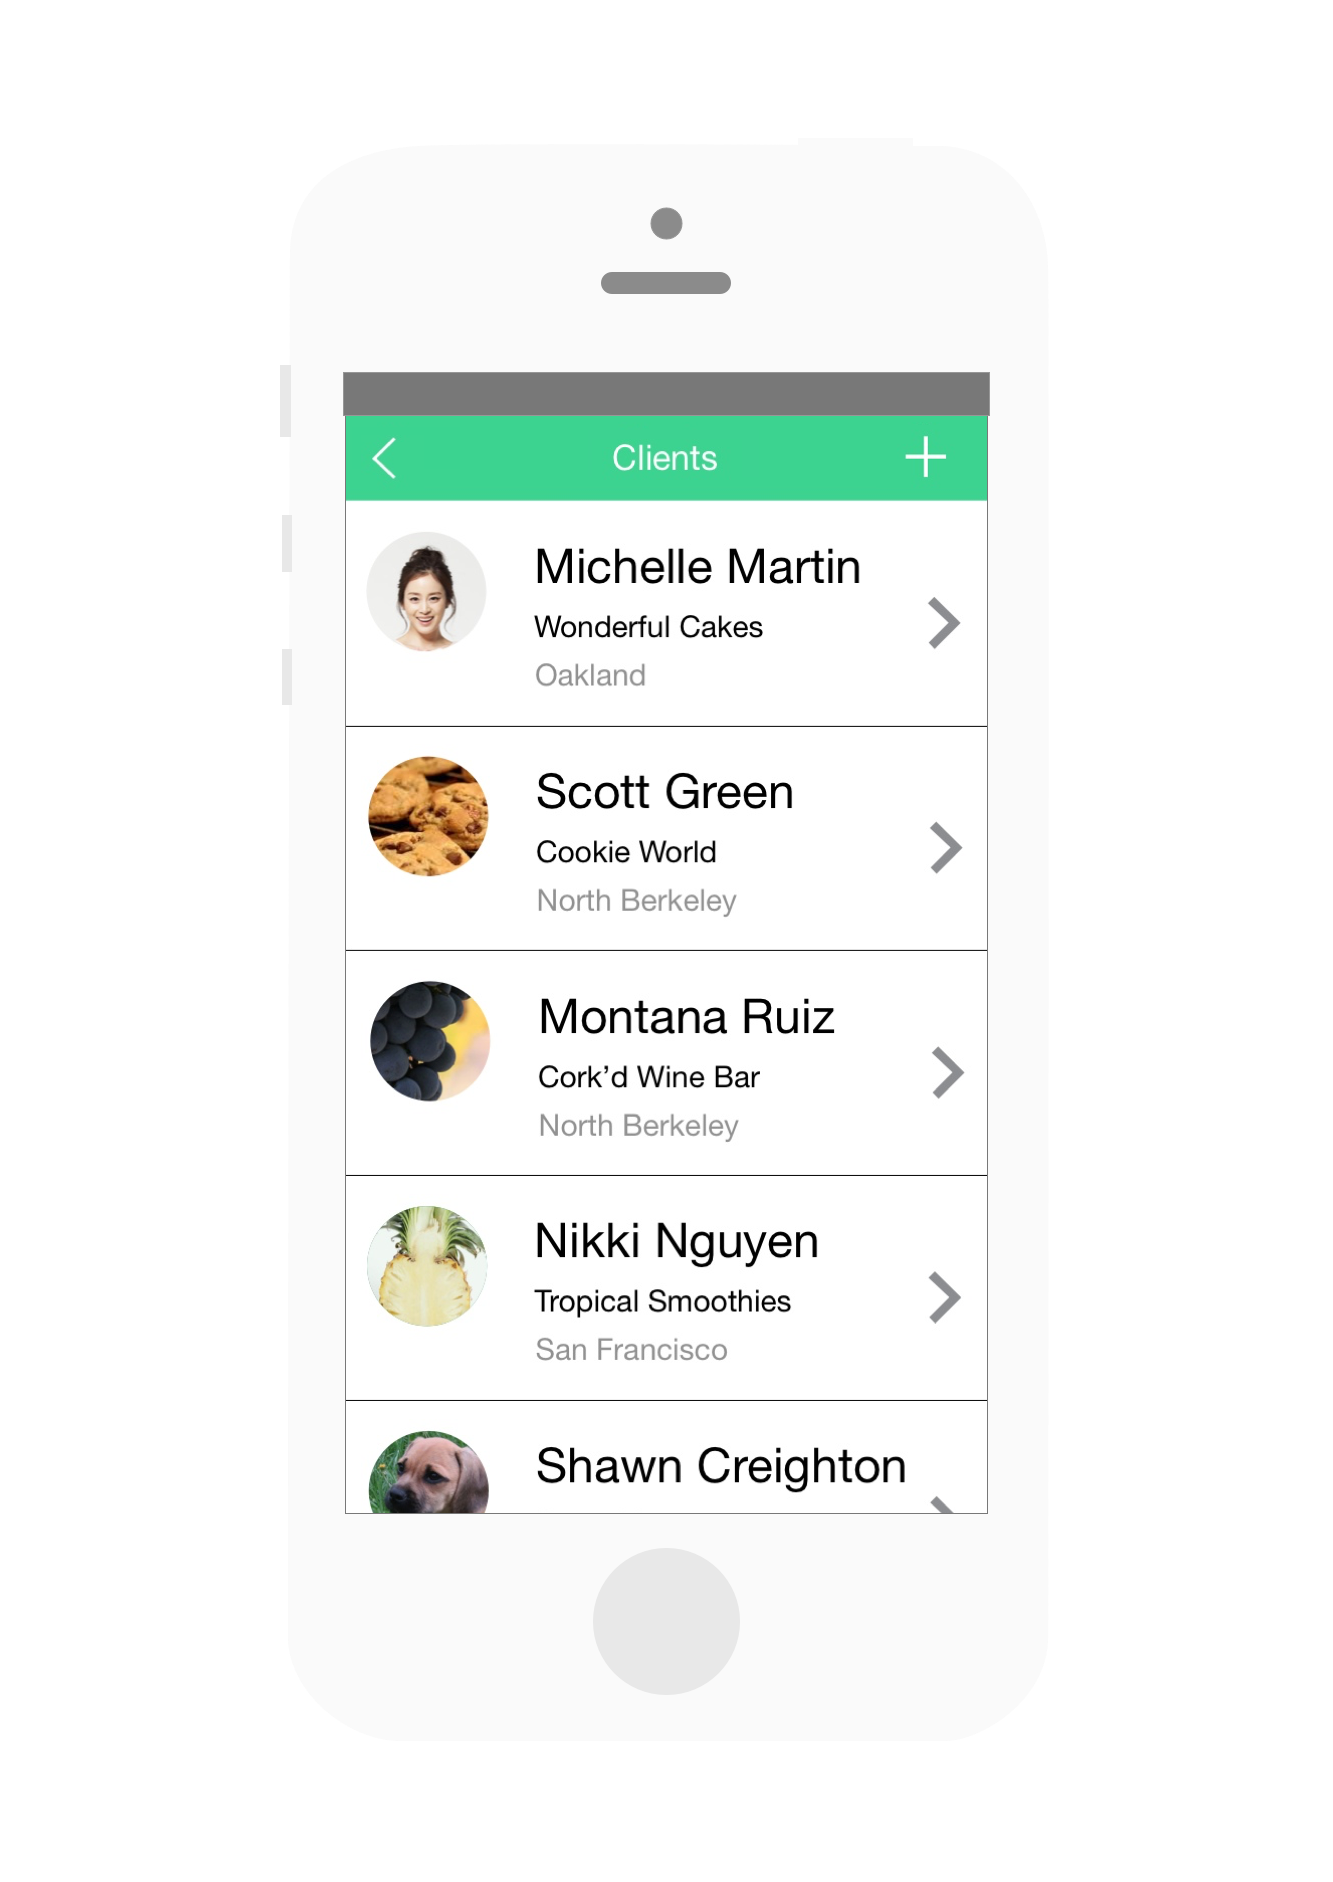 Clients
Michelle Martin
Wonderful Cakes
Oakland
Scott Green
Cookie World
North Berkeley
Montana Ruiz
Cork’d Wine Bar
North Berkeley
Nikki Nguyen
Tropical Smoothies
San Francisco
Shawn Creighton